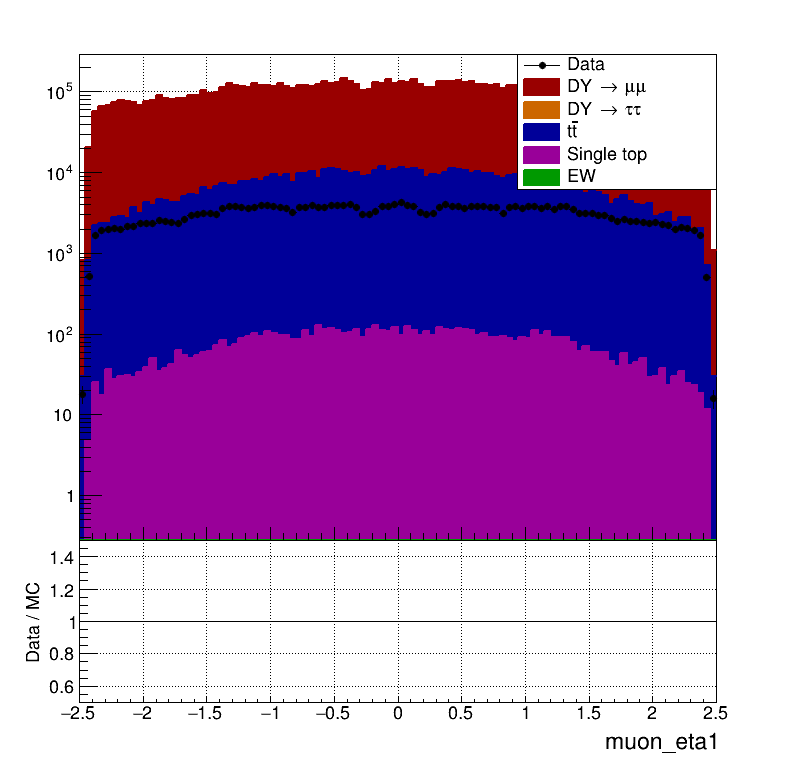 Data
DY → μμ
DY → ττ
tt̄
Single top
EW
10⁵
10⁴
10³
10²
10
1
1.4
1.2
1
0.8
0.6
Data / MC
−2.5 −2 −1.5 −1 −0.5 0 0.5 1 1.5 2 2.5
muon_eta1